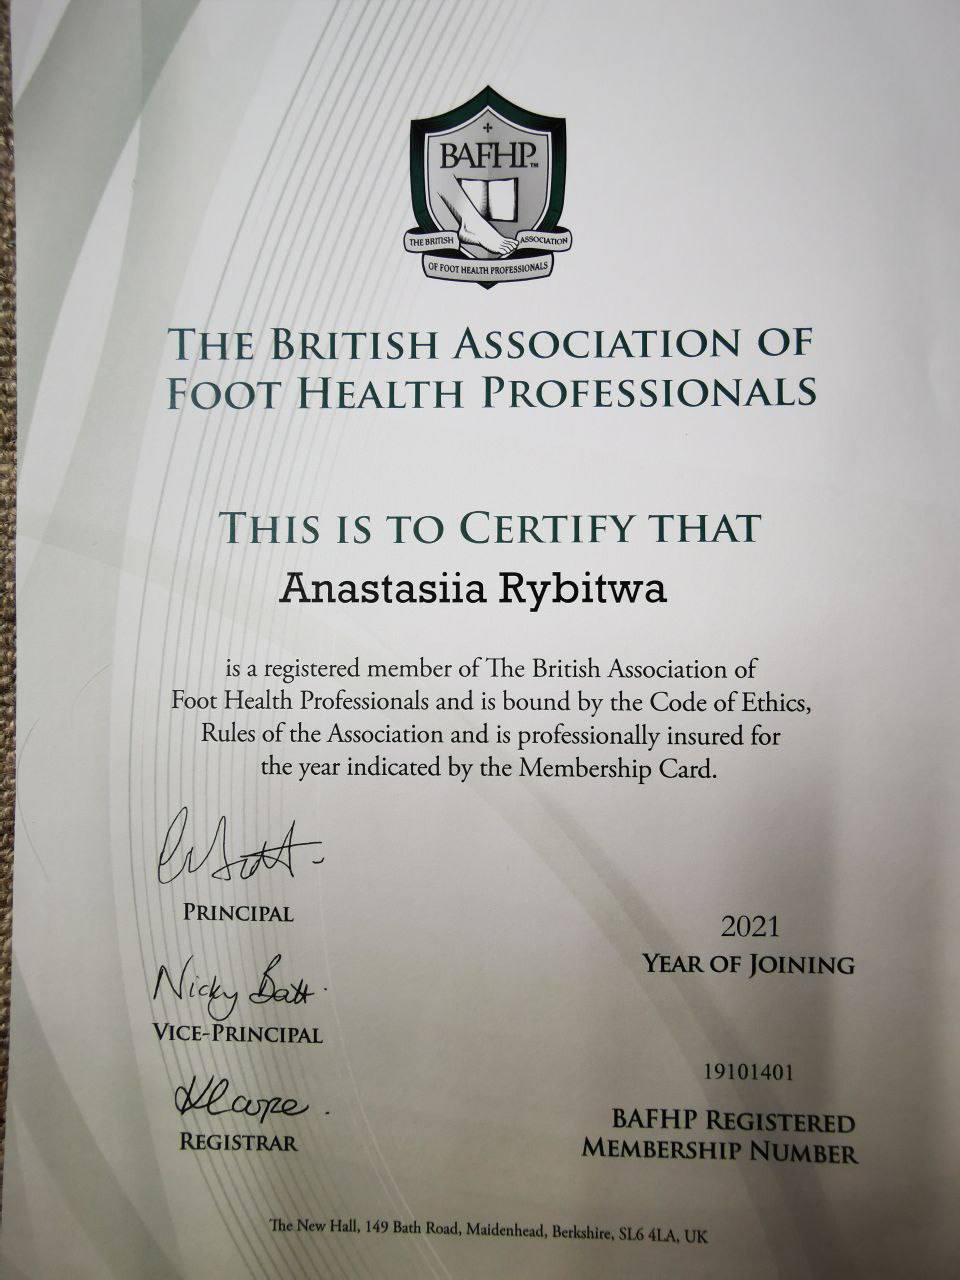 BAFHP™
THE BRITISH ASSOCIATION
OF FOOT HEALTH PROFESSIONALS
THE BRITISH ASSOCIATION OF
FOOT HEALTH PROFESSIONALS
THIS IS TO CERTIFY THAT
Anastasiia Rybitwa
is a registered member of The British Association of
Foot Health Professionals and is bound by the Code of Ethics,
Rules of the Association and is professionally insured for
the year indicated by the Membership Card.
PRINCIPAL
2021
YEAR OF JOINING
Nicky Batt
VICE-PRINCIPAL
19101401
BAFHP REGISTERED
MEMBERSHIP NUMBER
REGISTRAR
The New Hall, 149 Bath Road, Maidenhead, Berkshire, SL6 4LA, UK